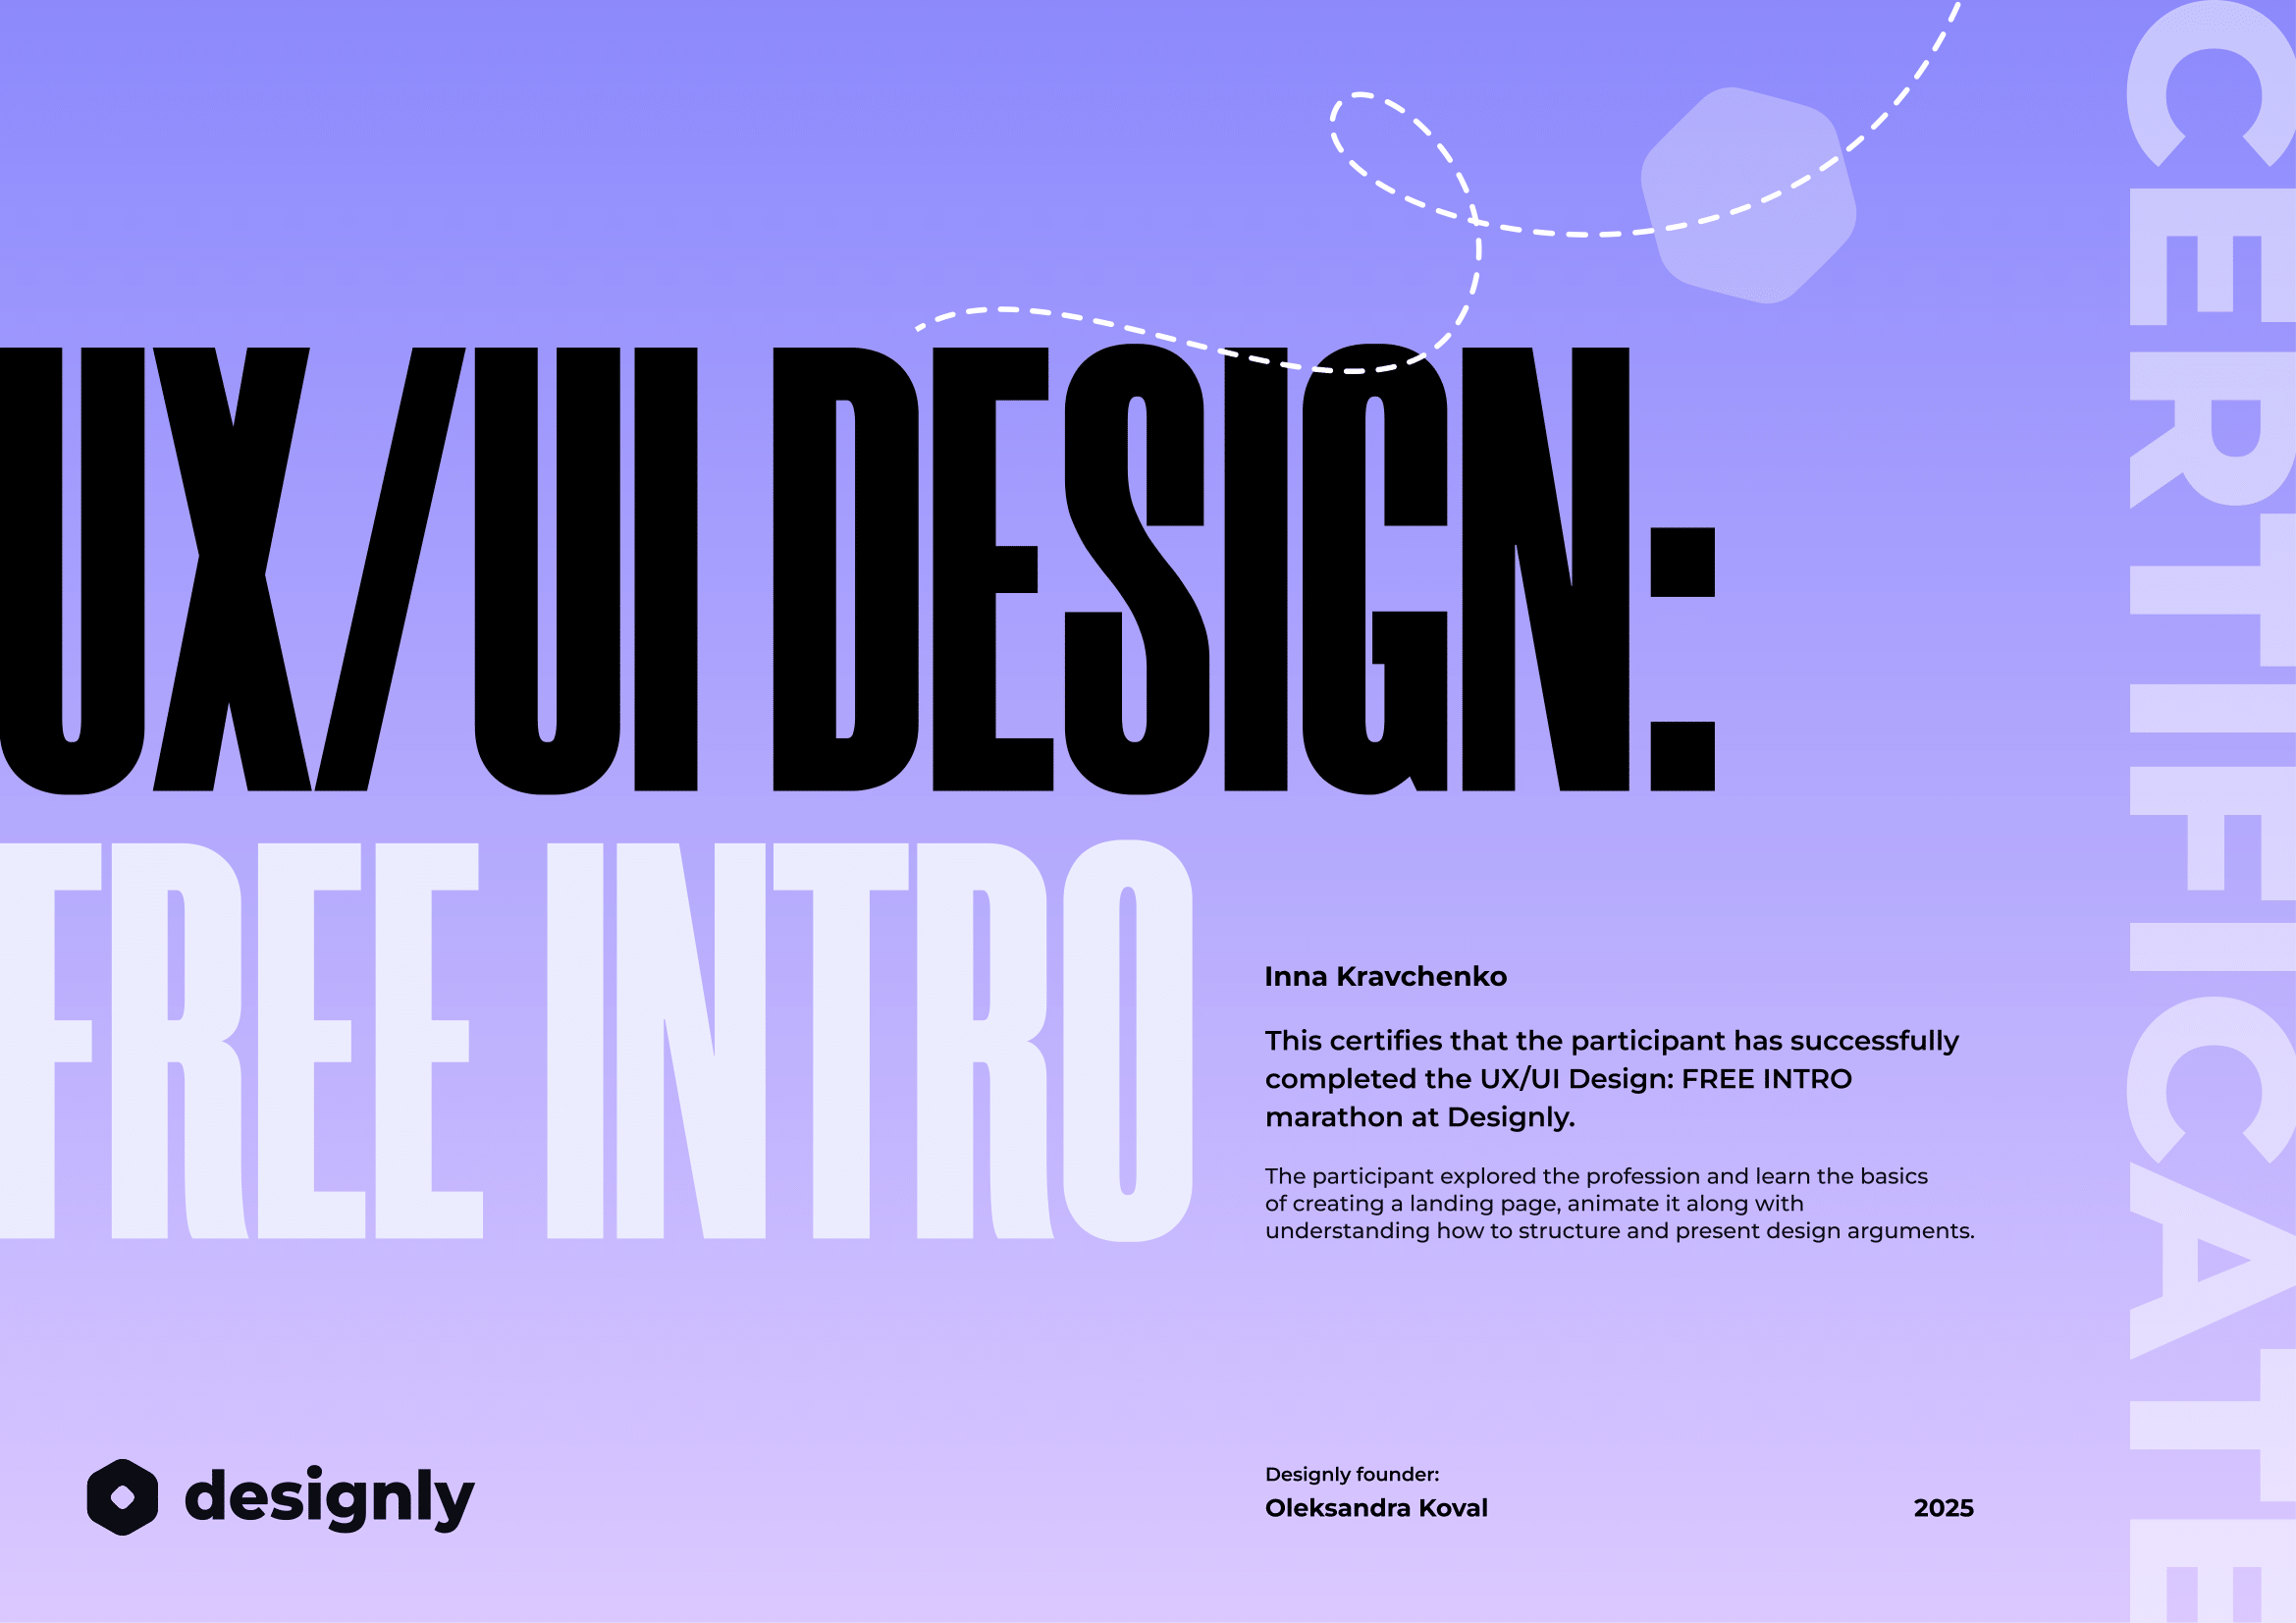 UX/UI DESIGN:
FREE INTRO
Inna Kravchenko
This certifies that the participant has successfully
completed the UX/UI Design: FREE INTRO
marathon at Designly.
The participant explored the profession and learn the basics
of creating a landing page, animate it along with
understanding how to structure and present design arguments.
designly
Designly founder:
Oleksandra Koval
2025
CERTIFICATE